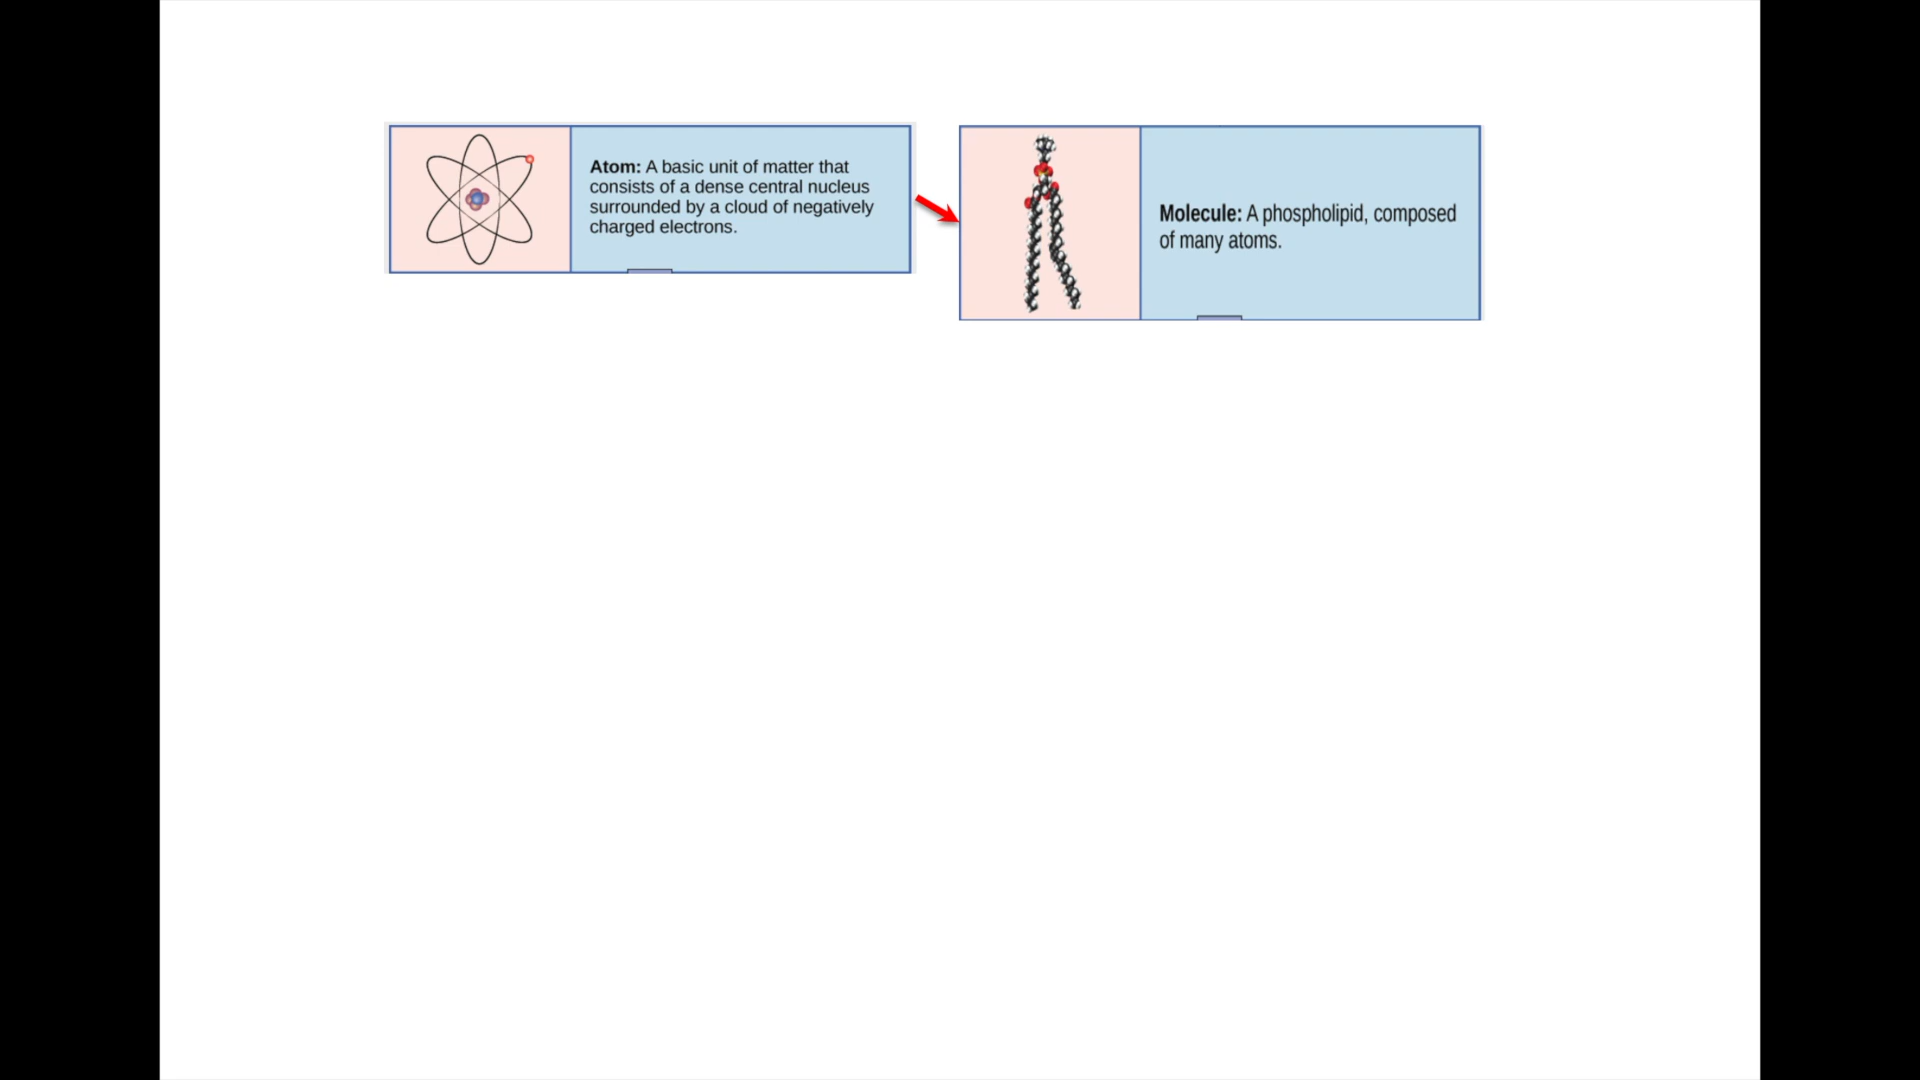 Atom: A basic unit of matter that
consists of a dense central nucleus
surrounded by a cloud of negatively
charged electrons.
Molecule: A phospholipid, composed
of many atoms.